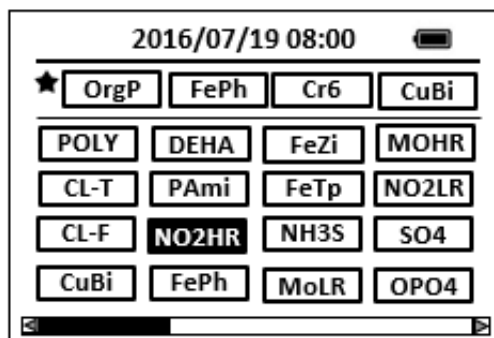 2016/07/19 08:00
OrgP FePh Cr6 CuBi
POLY DEHA FeZi MOHR
CL-T PAmi FeTp NO2LR
CL-F NO2HR NH3S SO4
CuBi FePh MoLR OPO4